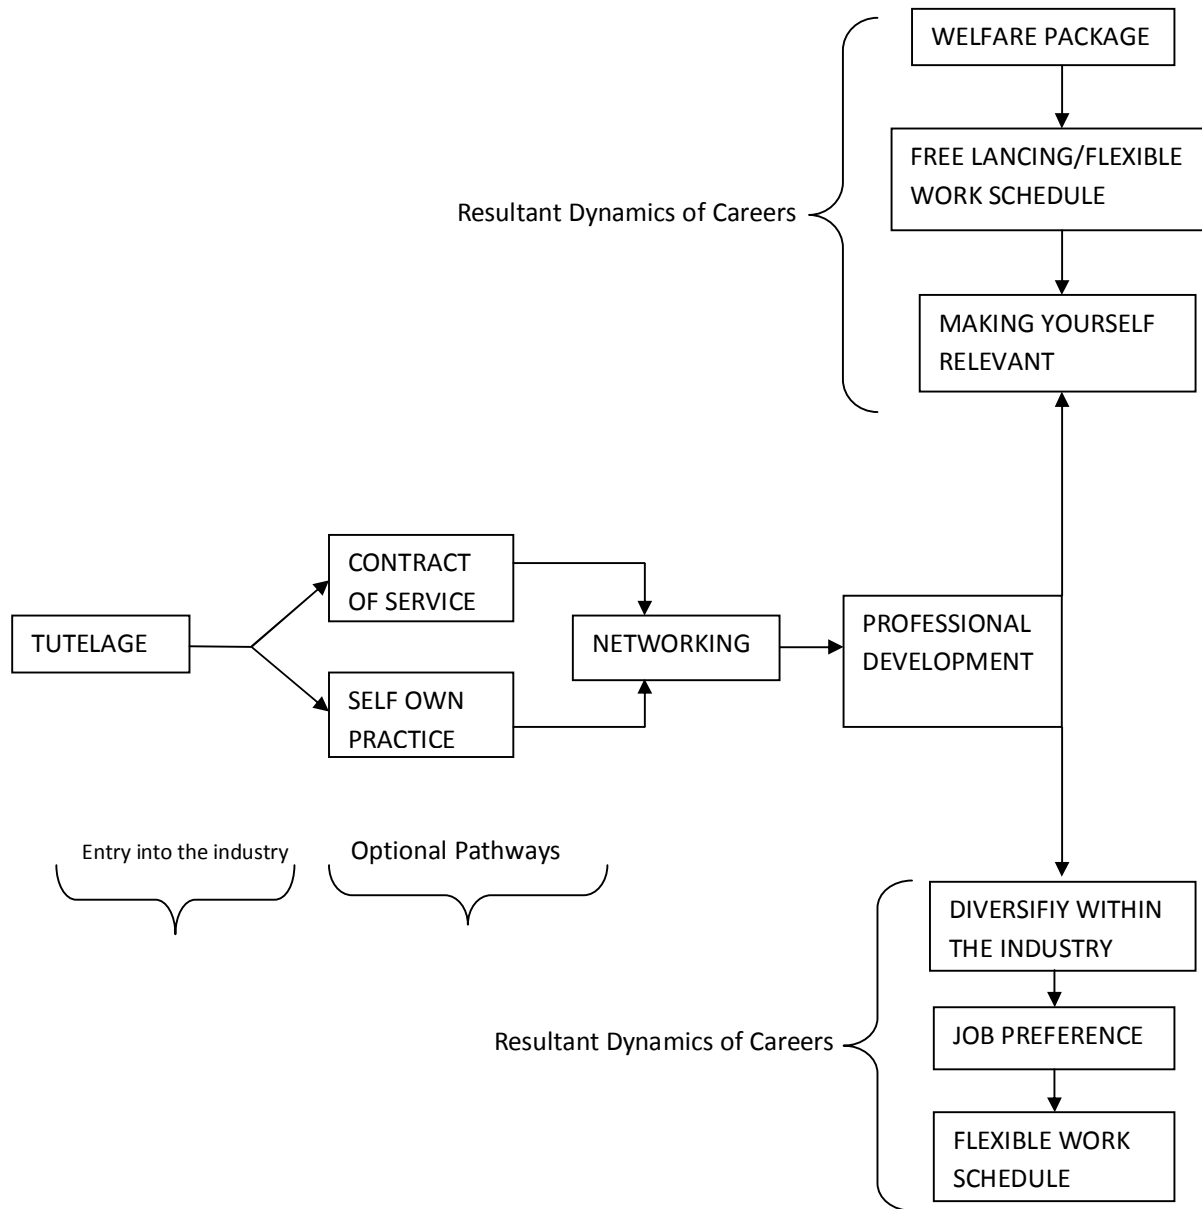 WELFARE PACKAGE
FREE LANCING/FLEXIBLE
WORK SCHEDULE
Resultant Dynamics of Careers
MAKING YOURSELF
RELEVANT
CONTRACT
OF SERVICE
TUTELAGE
NETWORKING
PROFESSIONAL
DEVELOPMENT
SELF OWN
PRACTICE
Entry into the industry
Optional Pathways
DIVERSIFIY WITHIN
THE INDUSTRY
Resultant Dynamics of Careers
JOB PREFERENCE
FLEXIBLE WORK
SCHEDULE